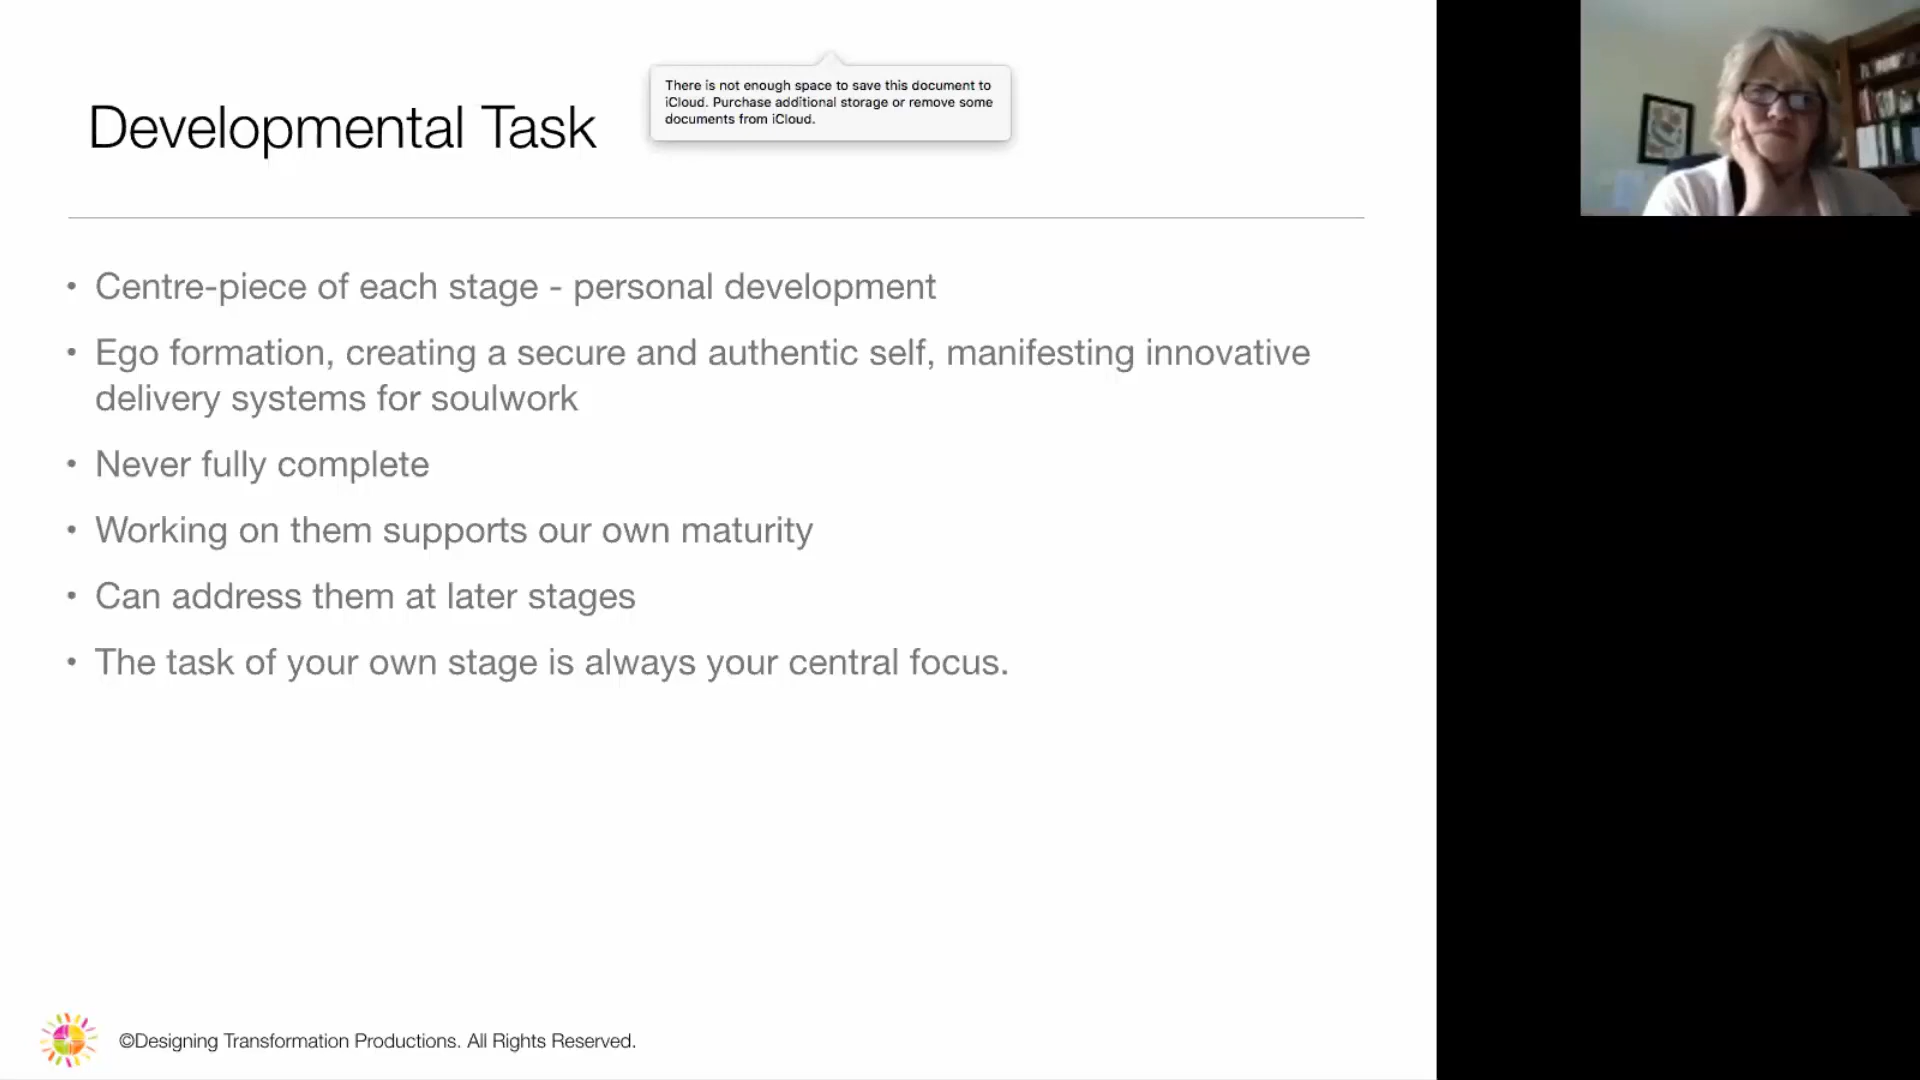 Developmental Task
There is not enough space to save this document to
iCloud. Purchase additional storage or remove some
documents from iCloud.
• Centre-piece of each stage - personal development
• Ego formation, creating a secure and authentic self, manifesting innovative
delivery systems for soulwork
• Never fully complete
• Working on them supports our own maturity
• Can address them at later stages
• The task of your own stage is always your central focus.
©Designing Transformation Productions. All Rights Reserved.